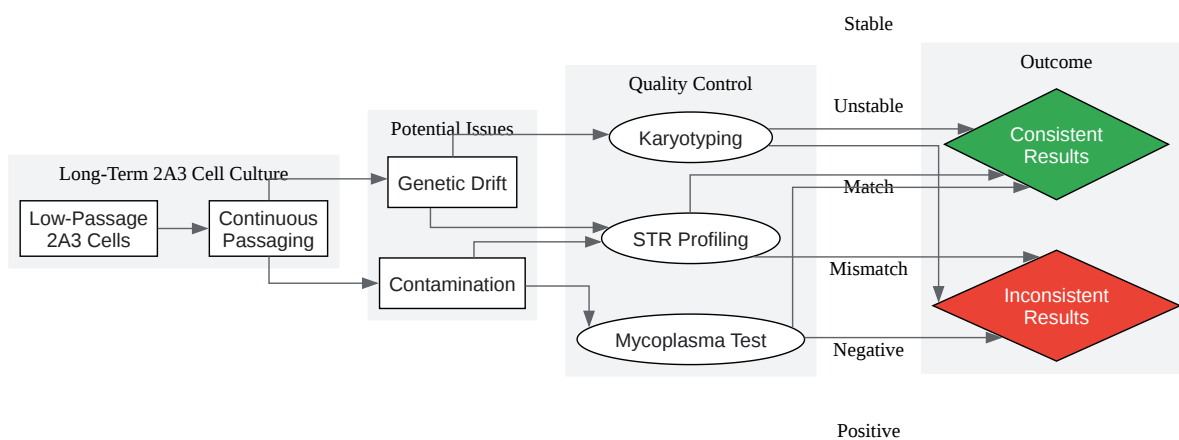 Long-Term 2A3 Cell Culture
Low-Passage
2A3 Cells
Continuous
Passaging
Potential Issues
Genetic Drift
Contamination
Quality Control
Karyotyping
STR Profiling
Mycoplasma Test
Stable
Unstable
Match
Mismatch
Negative
Positive
Outcome
Consistent
Results
Inconsistent
Results